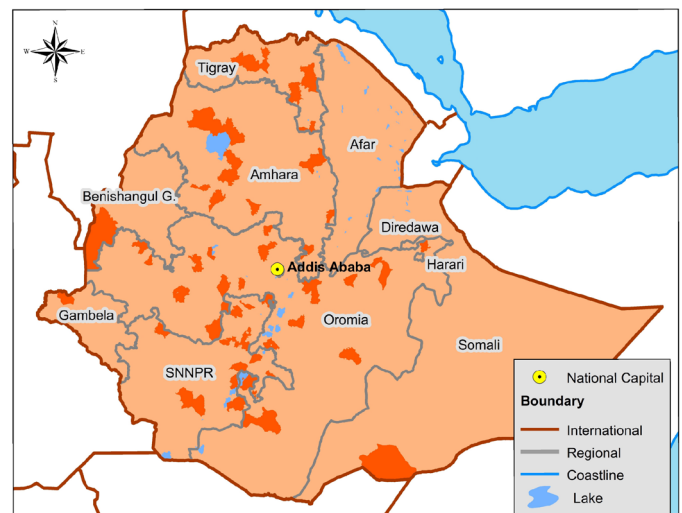 N
W E
S
Tigray
Afar
Amhara
Benishangul G.
Diredawa
Addis Ababa
Harari
Gambela
Oromia
Somali
SNNPR
National Capital
Boundary
International
Regional
Coastline
Lake